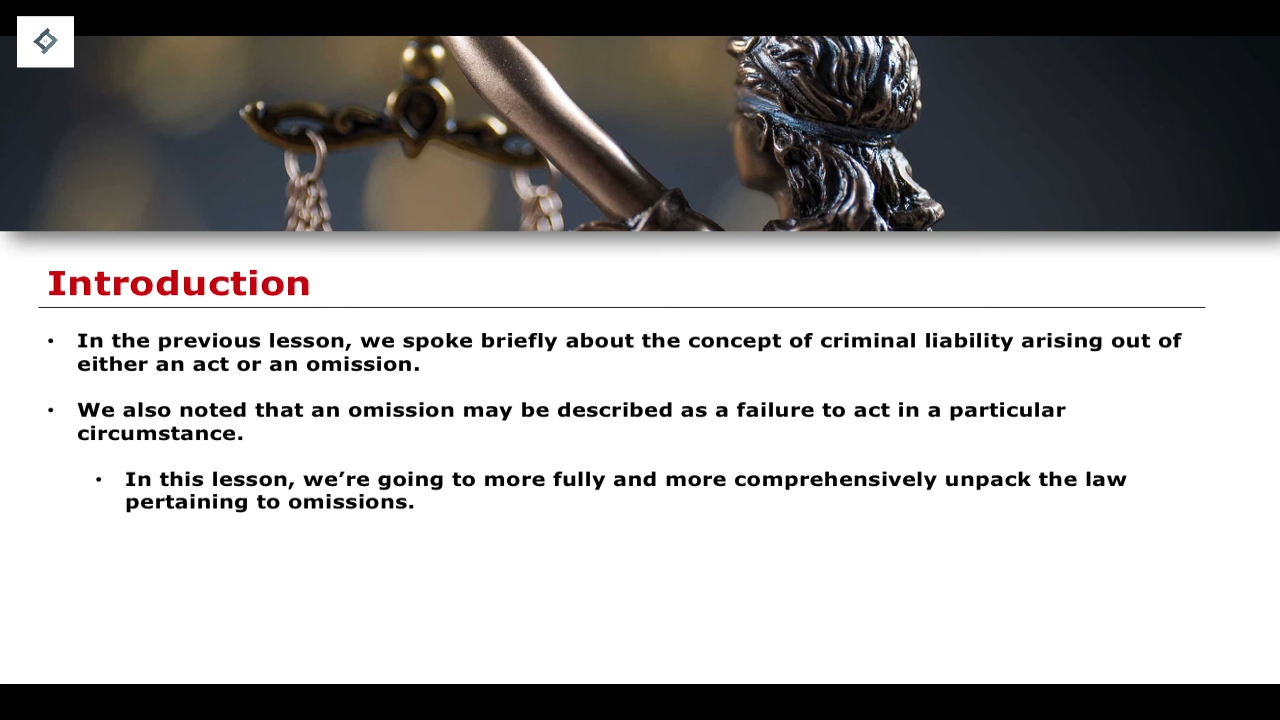 Introduction
• In the previous lesson, we spoke briefly about the concept of criminal liability arising out of
either an act or an omission.
• We also noted that an omission may be described as a failure to act in a particular
circumstance.
• In this lesson, we’re going to more fully and more comprehensively unpack the law
pertaining to omissions.